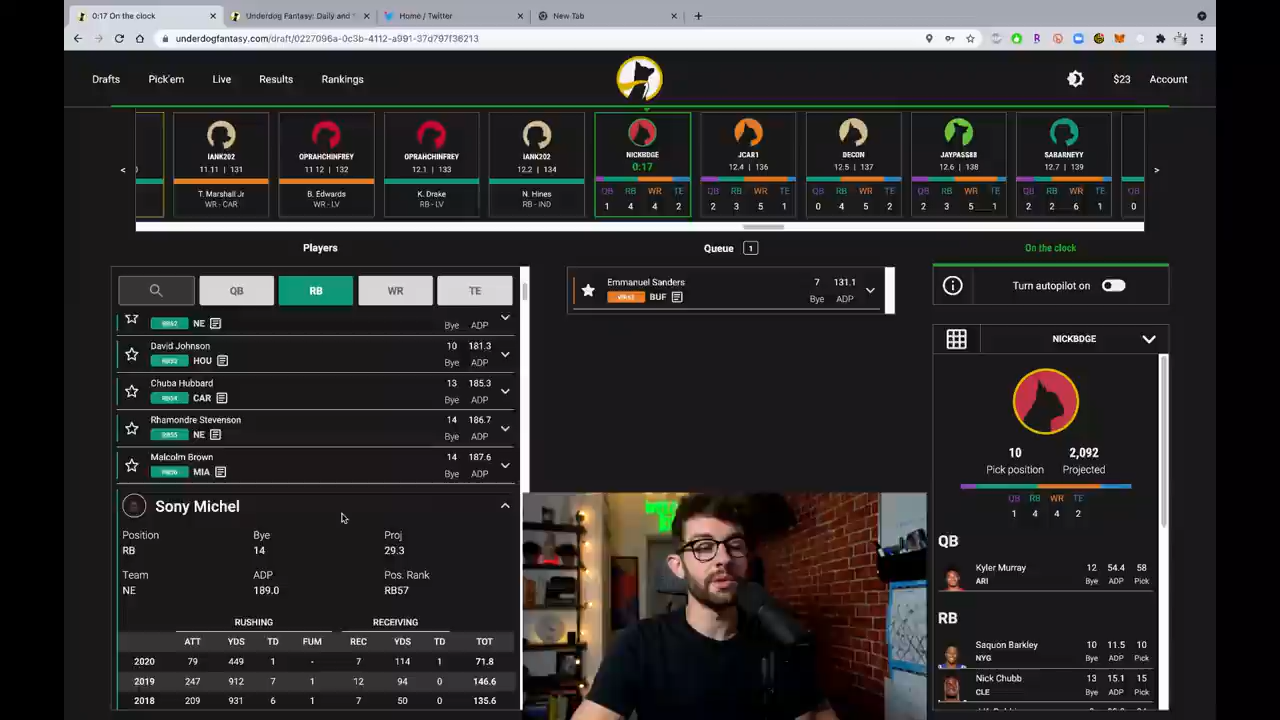 0:17 On the clock
Underdog Fantasy: Daily and
Home / Twitter
New Tab
underdogfantasy.com/draft/0227096a-0c3b-4112-a991-37d797f36213
Drafts Pick'em Live Results Rankings
$23 Account
IANK202 OPRAHCHINFREY OPRAHCHINFREY IANK202 NICKBDGE JCAR1 DECON JAYPASS88 SABARNEYY
11.11 | 131 11.12 | 132 12.1 | 133 12.2 | 134 0:17 12.4 | 136 12.5 | 137 12.6 | 138 12.7 | 139
T. Marshall Jr B. Edwards K. Drake N. Hines
WR - CAR WR - LV RB - LV RB - IND
QB RB WR TE QB RB WR TE QB RB WR TE QB RB WR TE QB RB WR TE
1 4 4 2 2 3 5 1 0 4 5 2 2 3 5 1 2 2 6 1
Players
Queue 1
On the clock
QB RB WR TE
NE Bye ADP
David Johnson 10 181.3
HOU Bye ADP
Chuba Hubbard 13 185.3
CAR Bye ADP
Rhamondre Stevenson 14 186.7
NE Bye ADP
Malcolm Brown 14 187.6
MIA Bye ADP
Sony Michel
Position Bye Proj
RB 14 29.3
Team ADP Pos. Rank
NE 189.0 RB57
RUSHING RECEIVING
ATT YDS TD FUM REC YDS TD TOT
2020 79 449 1 - 7 114 1 71.8
2019 247 912 7 1 12 94 0 146.6
2018 209 931 6 1 7 50 0 135.6
Emmanuel Sanders 7 131.1
BUF Bye ADP
Turn autopilot on
NICKBDGE
10 2,092
Pick position Projected
QB RB WR TE
1 4 4 2
QB
Kyler Murray 12 54.4 58
ARI Bye ADP Pick
RB
Saquon Barkley 10 11.5 10
NYG Bye ADP Pick
Nick Chubb 13 15.1 15
CLE Bye ADP Pick